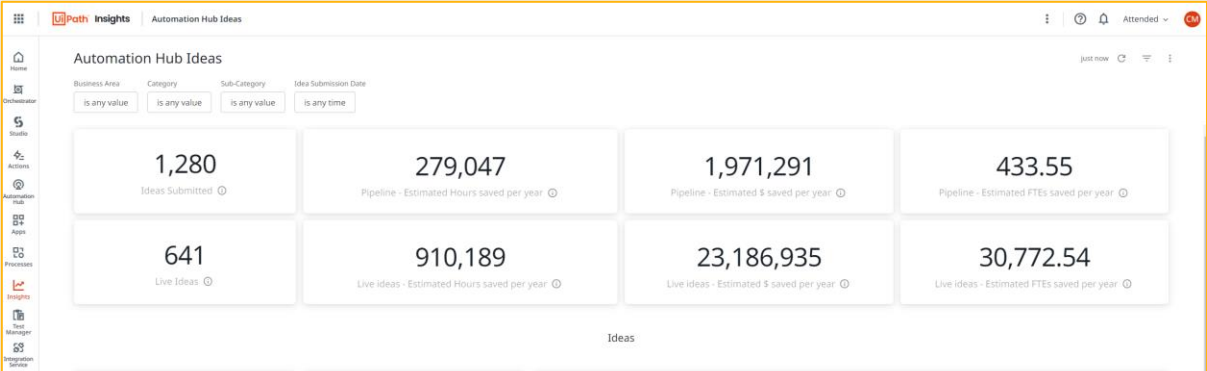 UiPath Insights Automation Hub Ideas Attended CM
Home
Orchestrator
Studio
Actions
Automation
Hub
Apps
Processes
Insights
Test
Manager
Integration
Service
Automation Hub Ideas just now
Business Area Category Sub-Category Idea Submission Date
is any value is any value is any value is any time
1,280 279,047 1,971,291 433.55
Ideas Submitted Pipeline - Estimated Hours saved per year Pipeline - Estimated $ saved per year Pipeline - Estimated FTEs saved per year
641 910,189 23,186,935 30,772.54
Live Ideas Live ideas - Estimated Hours saved per year Live ideas - Estimated $ saved per year Live ideas - Estimated FTEs saved per year
Ideas